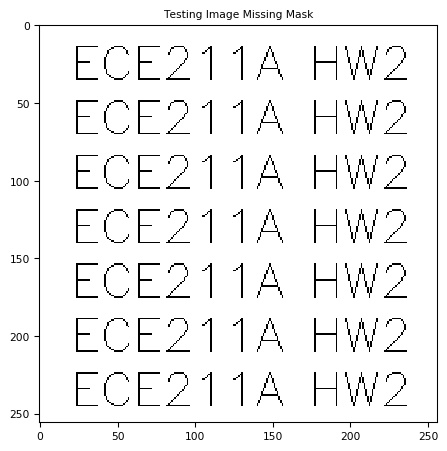 Testing Image Missing Mask
0
50
100
150
200
250
ECE211A HW2
ECE211A HW2
ECE211A HW2
ECE211A HW2
ECE211A HW2
ECE211A HW2
ECE211A HW2
0 50 100 150 200 250